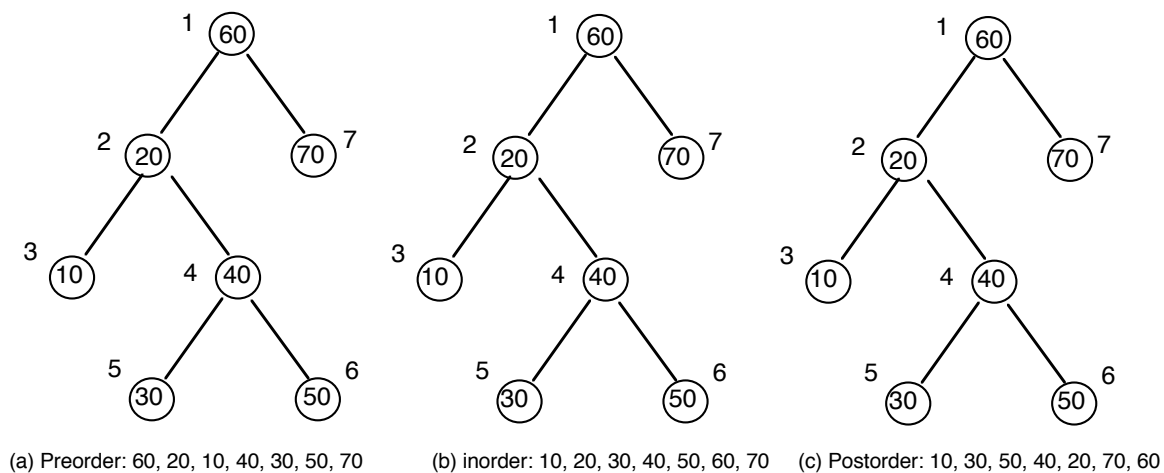 1 60 1 60 1 60
2 20 70 7 2 20 70 7 2 20 70 7
3 10 4 40 3 10 4 40 3 10 4 40
5 30 50 6 5 30 50 6 5 30 50 6
(a) Preorder: 60, 20, 10, 40, 30, 50, 70
(b) inorder: 10, 20, 30, 40, 50, 60, 70
(c) Postorder: 10, 30, 50, 40, 20, 70, 60